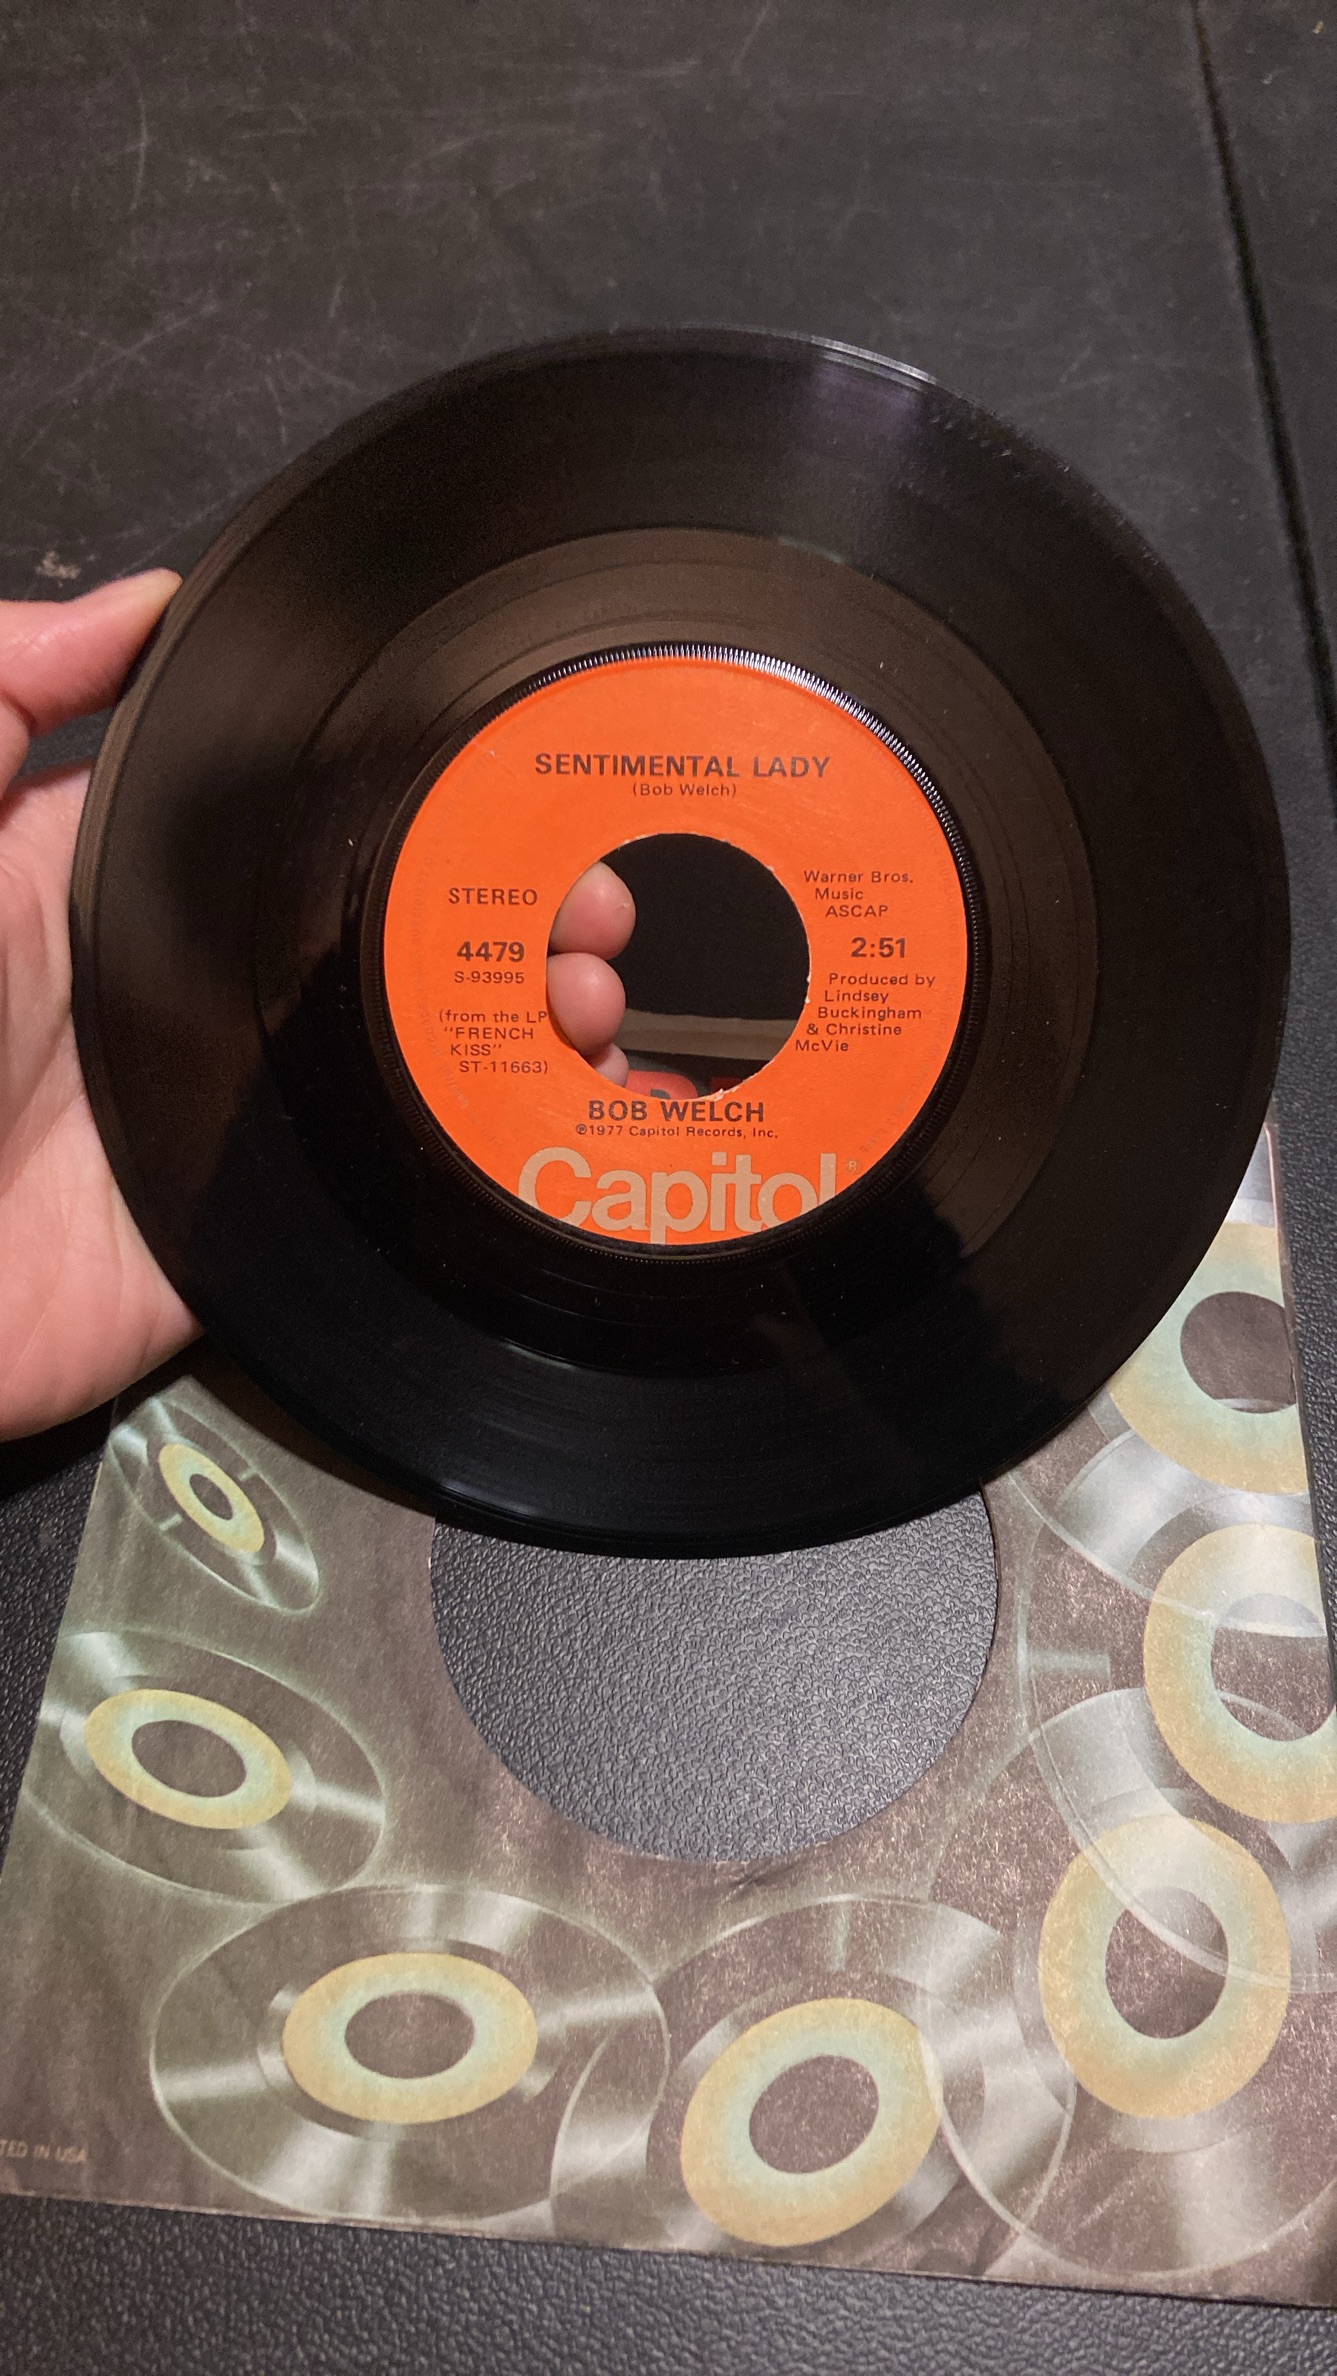 SENTIMENTAL LADY
(Bob Welch)
STEREO
4479
S-93995
(from the LP
"FRENCH
KISS"
ST-11663)
Warner Bros.
Music
ASCAP
2:51
Produced by
Lindsey
Buckingham
& Christine
McVie
BOB WELCH
℗1977 Capitol Records, Inc.
Capitol®
TED IN USA